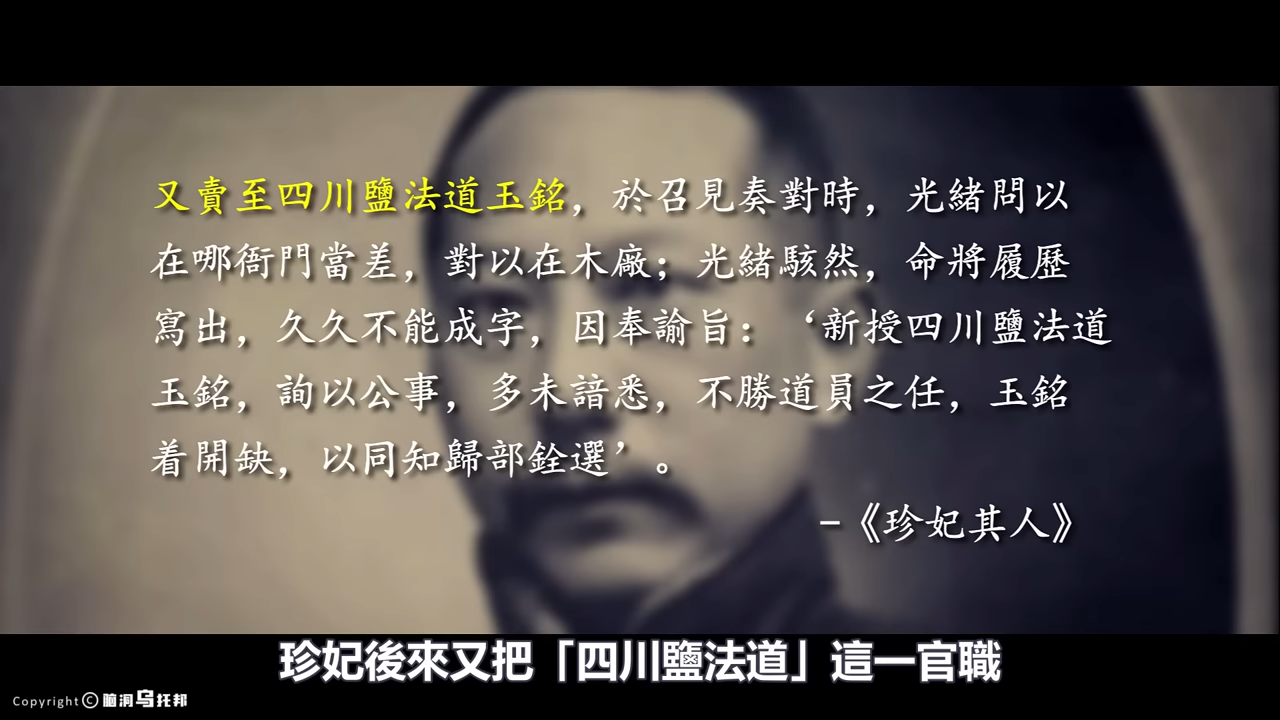 又賣至四川鹽法道玉銘，於召見奏對時，光緒問以
在哪衙門當差，對以在木廠；光緒駭然，命將履歷
寫出，久久不能成字，因奉諭旨：‘新授四川鹽法道
玉銘，詢以公事，多未諳悉，不勝道員之任，玉銘
着開缺，以同知歸部銓選’。
–《珍妃其人》
珍妃後來又把「四川鹽法道」這一官職
Copyright © 脑洞乌托邦